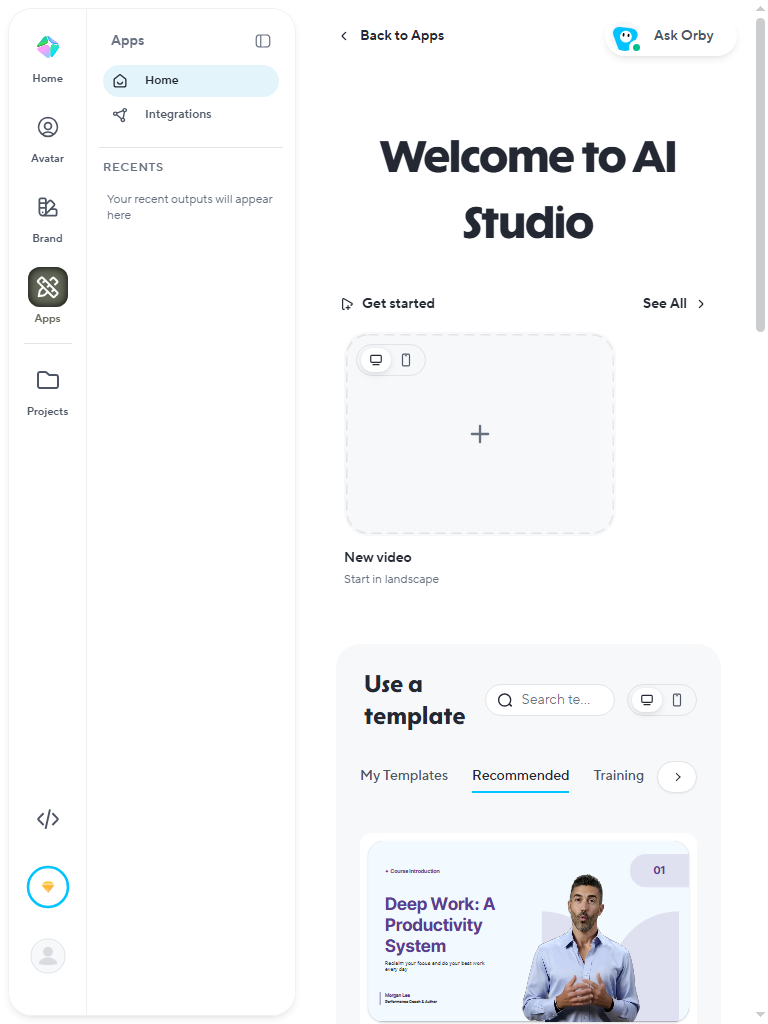 Home
Avatar
Brand
Apps
Projects
Apps
Home
Integrations
RECENTS
Your recent outputs will appear
here
Back to Apps
Ask Orby
Welcome to AI
Studio
Get started
See All
New video
Start in landscape
Use a
template
Search te...
My Templates
Recommended
Training
Course Introduction
01
Deep Work: A
Productivity
System
Reclaim your focus and do your best work
every day
Morgan Lee
Performance Coach & Author